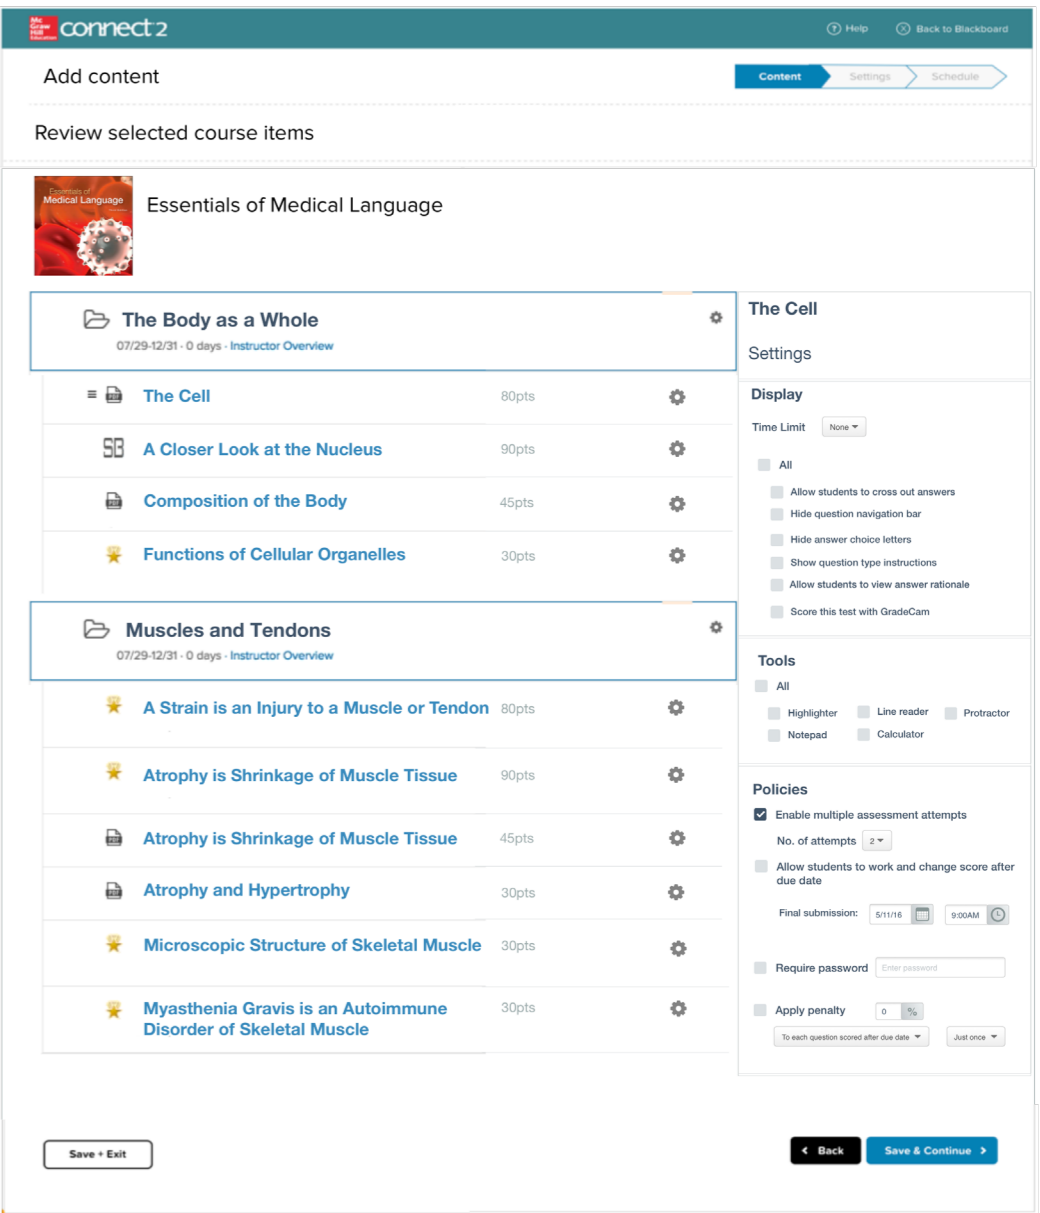 Mc Graw Hill Education connect2
Help
Back to Blackboard
Add content
Content
Settings
Schedule
Review selected course items
Essentials of
Medical Language
Essentials of Medical Language
The Body as a Whole
07/29-12/31 · 0 days · Instructor Overview
The Cell 80pts
A Closer Look at the Nucleus 90pts
Composition of the Body 45pts
Functions of Cellular Organelles 30pts
Muscles and Tendons
07/29-12/31 · 0 days · Instructor Overview
A Strain is an Injury to a Muscle or Tendon 80pts
Atrophy is Shrinkage of Muscle Tissue 90pts
Atrophy is Shrinkage of Muscle Tissue 45pts
Atrophy and Hypertrophy 30pts
Microscopic Structure of Skeletal Muscle 30pts
Myasthenia Gravis is an Autoimmune 30pts
Disorder of Skeletal Muscle
The Cell
Settings
Display
Time Limit None
All
Allow students to cross out answers
Hide question navigation bar
Hide answer choice letters
Show question type instructions
Allow students to view answer rationale
Score this test with GradeCam
Tools
All
Highlighter Line reader Protractor
Notepad Calculator
Policies
Enable multiple assessment attempts
No. of attempts 2
Allow students to work and change score after
due date
Final submission: 5/11/16 9:00AM
Require password Enter password
Apply penalty 0 %
To each question scored after due date Just once
Save + Exit
Back
Save & Continue